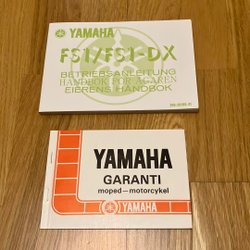 YAMAHA
FS1/FS1-DX
BETRIEBSANLEITUNG
HANDBOK FÖR ÄGAREN
EIERENS HÅNDBOK
YAMAHA
GARANTI
moped—motorcykel
YAMAHA